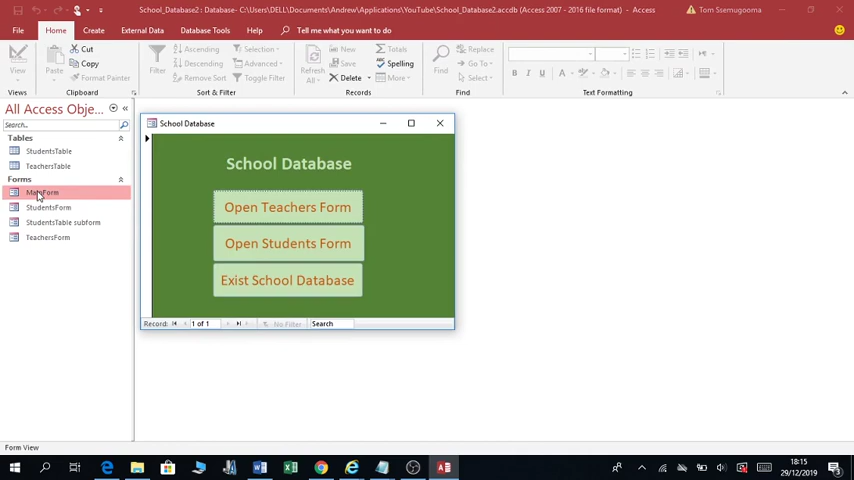 School_Database2 : Database- C:\Users\DELL\Documents\Andrew\Applications\YouTube\School_Database2.accdb (Access 2007 - 2016 file format) - Access
Tom Ssemugooma
File Home Create External Data Database Tools Help Tell me what you want to do
View
Views
Paste
Cut
Copy
Format Painter
Clipboard
Filter
Ascending
Descending
Remove Sort
Selection
Advanced
Toggle Filter
Sort & Filter
Refresh All
New
Save
Delete
Totals
Spelling
More
Records
Find
Replace
Go To
Select
Find
B I U
A
Text Formatting
All Access Obje...
Search...
Tables
StudentsTable
TeachersTable
Forms
MainForm
StudentsForm
StudentsTable subform
TeachersForm
School Database
School Database
Open Teachers Form
Open Students Form
Exist School Database
Record: 1 of 1 No Filter Search
Form View
18:15
29/12/2019
3